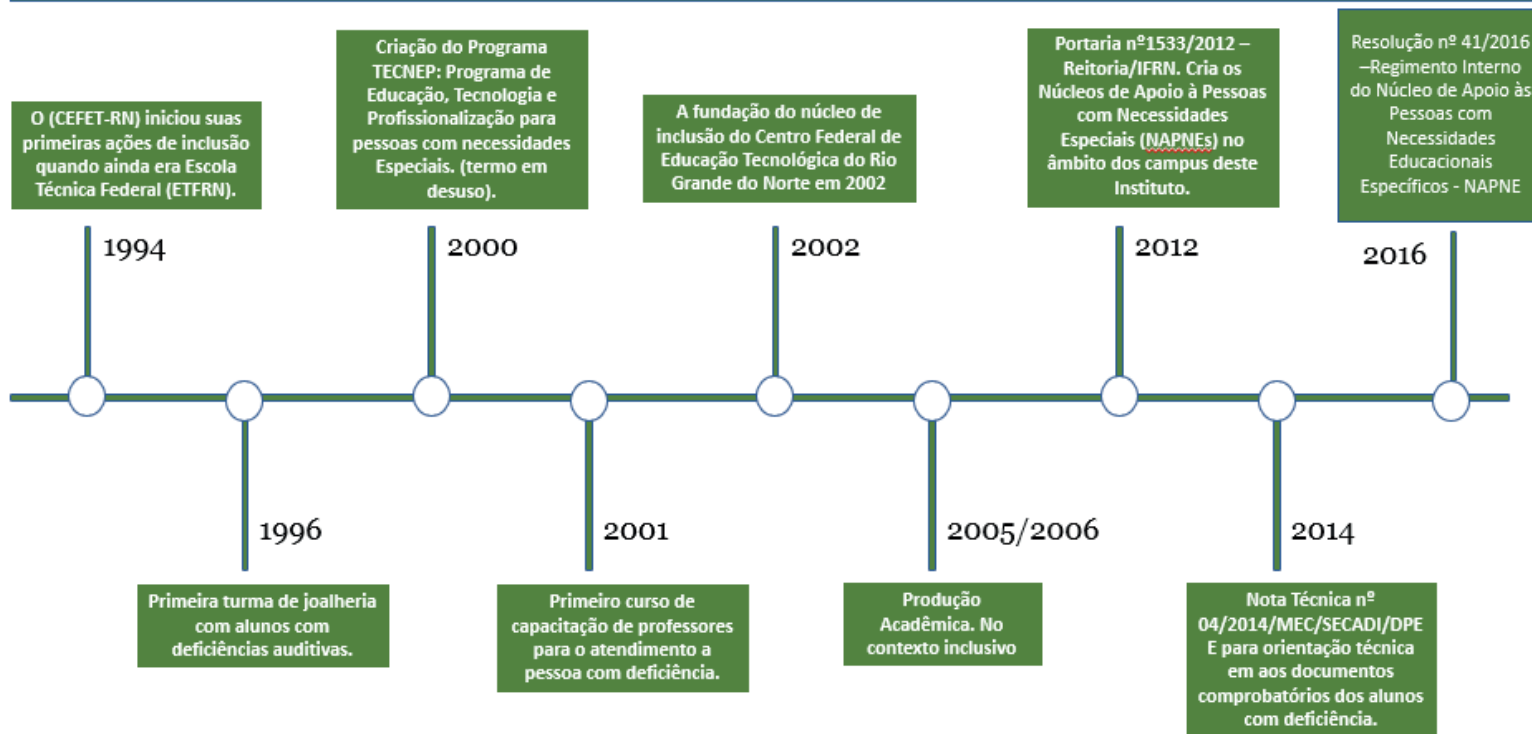 O (CEFET-RN) iniciou suas
primeiras ações de inclusão
quando ainda era Escola
Técnica Federal (ETFRN).
1994
Primeira turma de joalheria
com alunos com
deficiências auditivas.
1996
Criação do Programa
TECNEP: Programa de
Educação, Tecnologia e
Profissionalização para
pessoas com necessidades
Especiais. (termo em
desuso).
2000
Primeiro curso de
capacitação de professores
para o atendimento a
pessoa com deficiência.
2001
A fundação do núcleo de
inclusão do Centro Federal de
Educação Tecnológica do Rio
Grande do Norte em 2002
2002
Produção
Acadêmica. No
contexto inclusivo
2005/2006
Portaria nº1533/2012 –
Reitoria/IFRN. Cria os
Núcleos de Apoio à Pessoas
com Necessidades
Especiais (NAPNEs) no
âmbito dos campus deste
Instituto.
2012
Nota Técnica nº
04/2014/MEC/SECADI/DPE
E para orientação técnica
em aos documentos
comprobatórios dos alunos
com deficiência.
2014
Resolução nº 41/2016
–Regimento Interno
do Núcleo de Apoio às
Pessoas com
Necessidades
Educacionais
Específicos - NAPNE
2016